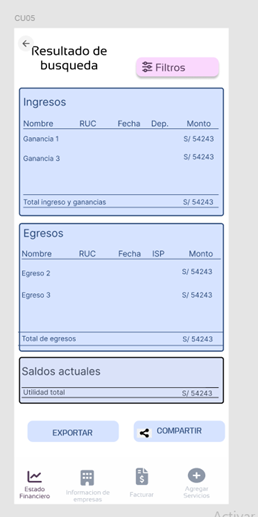 CU05
Resultado de
busqueda
Filtros
Ingresos
Nombre RUC Fecha Dep. Monto
Ganancia 1 S/ 54243
Ganancia 3 S/ 54243
Total ingreso y ganancias S/ 54243
Egresos
Nombre RUC Fecha ISP Monto
Egreso 2 S/ 54243
Egreso 3 S/ 54243
Total de egresos S/ 54243
Saldos actuales
Utilidad total S/ 54243
EXPORTAR COMPARTIR
Estado
Financiero
Informacion de
empresas
Facturar
Agregar
Servicios
Activar